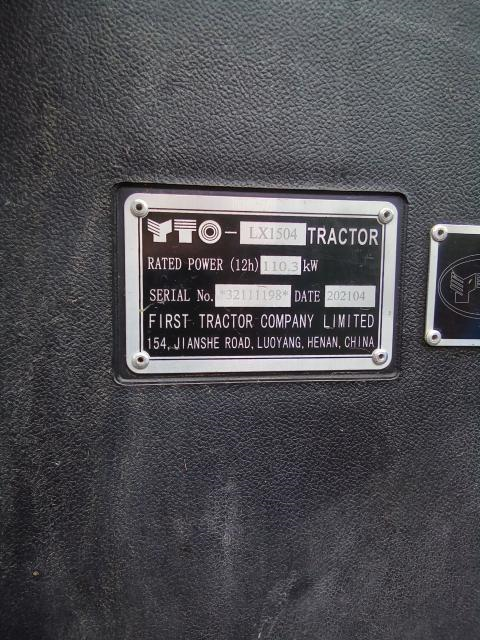 YTO-LX1504 TRACTOR
RATED POWER (12h) 110.3 kW
SERIAL No. *32111198* DATE 202104
FIRST TRACTOR COMPANY LIMITED
154, JIANSHE ROAD, LUOYANG, HENAN, CHINA